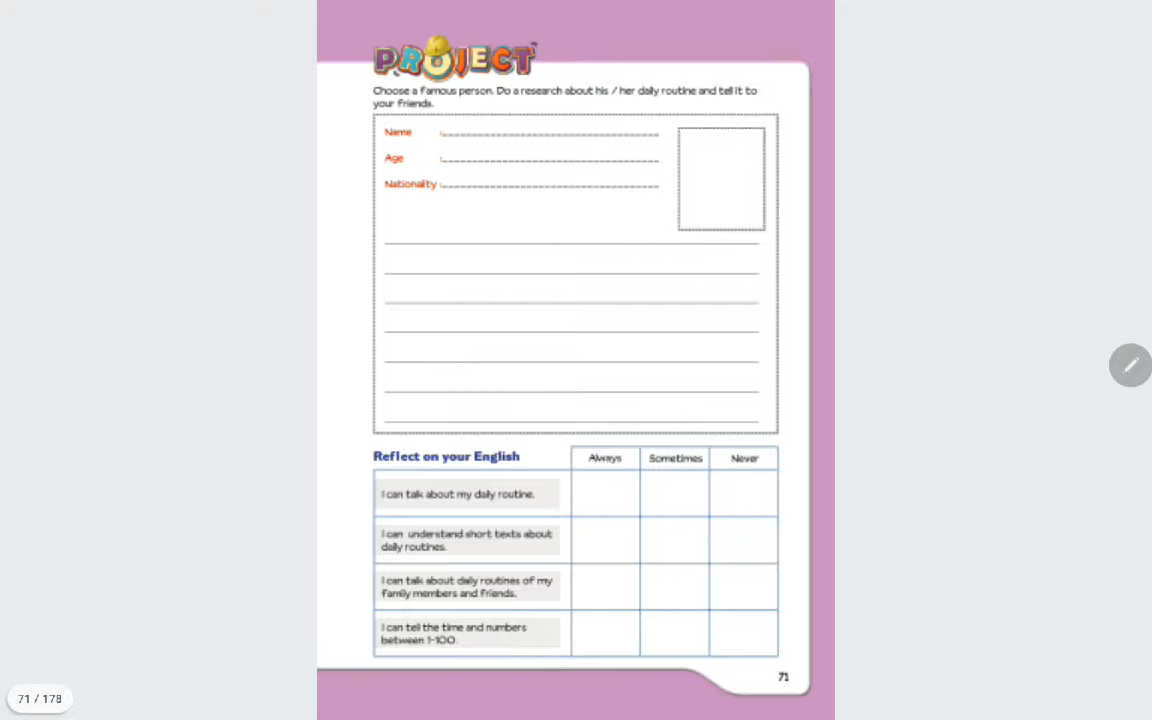 PROJECT
Choose a famous person. Do a research about his / her daily routine and tell it to
your friends.
Name :
Age :
Nationality :
Reflect on your English
Always Sometimes Never
I can talk about my daily routine.
I can understand short texts about
daily routines.
I can talk about daily routines of my
family members and friends.
I can tell the time and numbers
between 1-100.
71
71 / 178